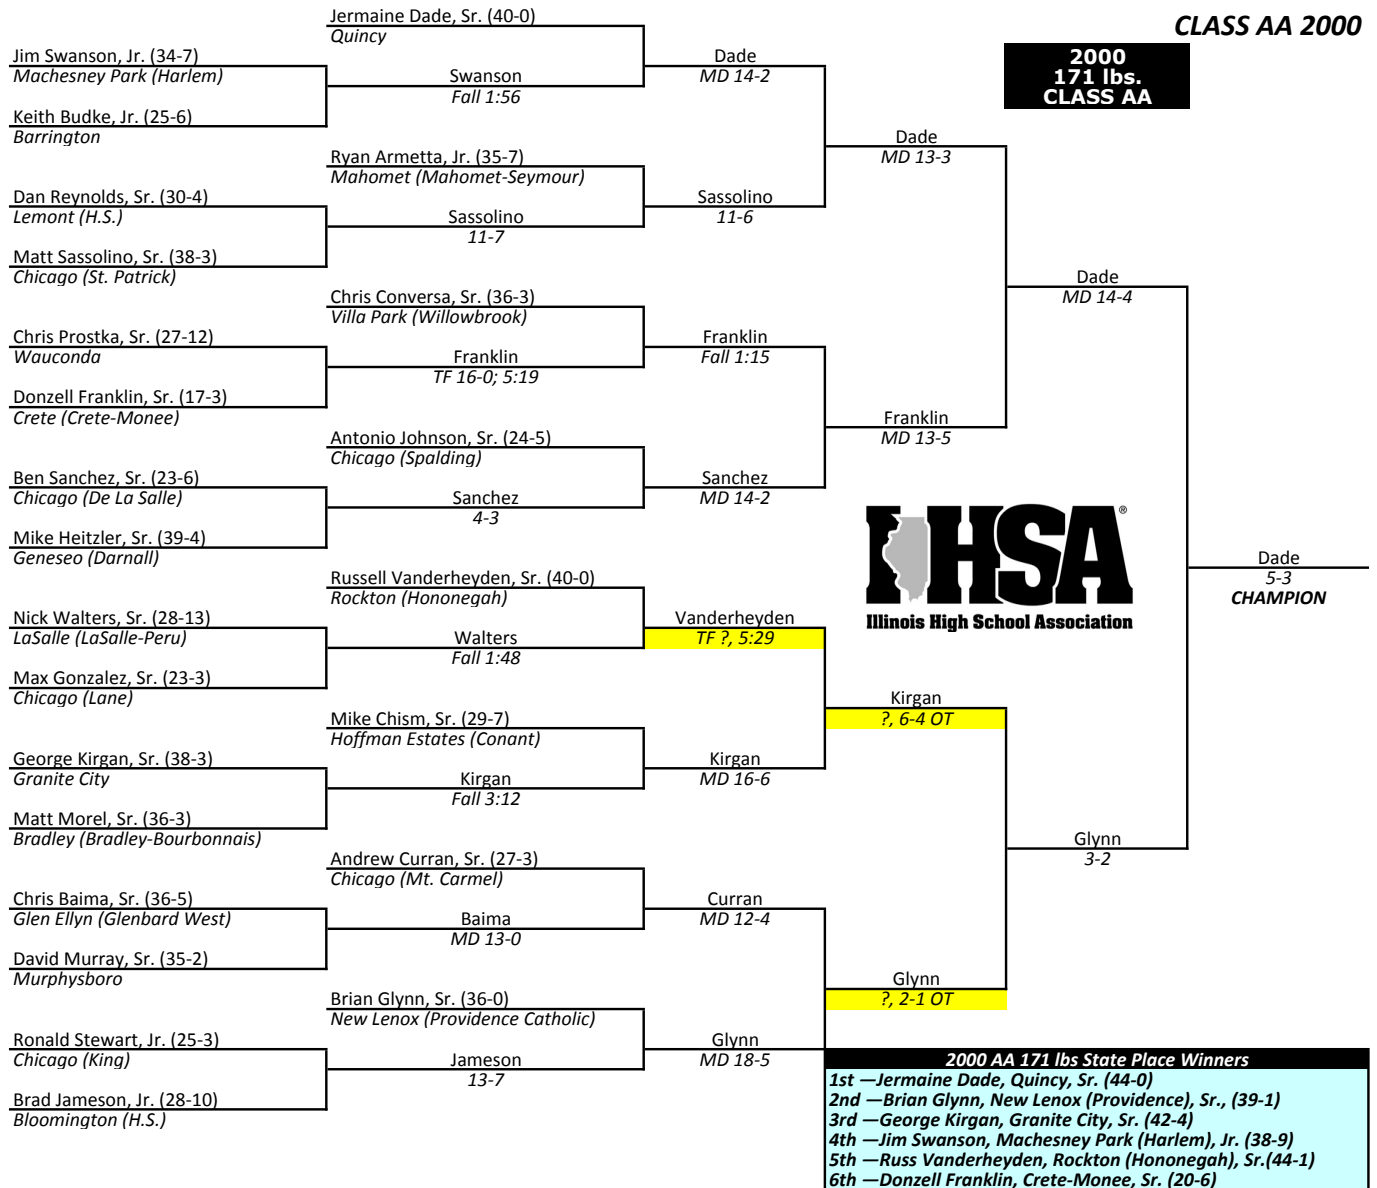 CLASS AA 2000
2000
171 lbs.
CLASS AA
Jim Swanson, Jr. (34-7)
Machesney Park (Harlem)
Keith Budke, Jr. (25-6)
Barrington
Dan Reynolds, Sr. (30-4)
Lemont (H.S.)
Matt Sassolino, Sr. (38-3)
Chicago (St. Patrick)
Chris Prostka, Sr. (27-12)
Wauconda
Donzell Franklin, Sr. (17-3)
Crete (Crete-Monee)
Ben Sanchez, Sr. (23-6)
Chicago (De La Salle)
Mike Heitzler, Sr. (39-4)
Geneseo (Darnall)
Nick Walters, Sr. (28-13)
LaSalle (LaSalle-Peru)
Max Gonzalez, Sr. (23-3)
Chicago (Lane)
George Kirgan, Sr. (38-3)
Granite City
Matt Morel, Sr. (36-3)
Bradley (Bradley-Bourbonnais)
Chris Baima, Sr. (36-5)
Glen Ellyn (Glenbard West)
David Murray, Sr. (35-2)
Murphysboro
Ronald Stewart, Jr. (25-3)
Chicago (King)
Brad Jameson, Jr. (28-10)
Bloomington (H.S.)
Jermaine Dade, Sr. (40-0)
Quincy
Swanson
Fall 1:56
Ryan Armetta, Jr. (35-7)
Mahomet (Mahomet-Seymour)
Sassolino
11-7
Chris Conversa, Sr. (36-3)
Villa Park (Willowbrook)
Franklin
TF 16-0; 5:19
Antonio Johnson, Sr. (24-5)
Chicago (Spalding)
Sanchez
4-3
Russell Vanderheyden, Sr. (40-0)
Rockton (Hononegah)
Walters
Fall 1:48
Mike Chism, Sr. (29-7)
Hoffman Estates (Conant)
Kirgan
Fall 3:12
Andrew Curran, Sr. (27-3)
Chicago (Mt. Carmel)
Baima
MD 13-0
Brian Glynn, Sr. (36-0)
New Lenox (Providence Catholic)
Jameson
13-7
Dade
MD 14-2
Sassolino
11-6
Franklin
Fall 1:15
Sanchez
MD 14-2
Vanderheyden
TF ?, 5:29
Kirgan
MD 16-6
Curran
MD 12-4
Glynn
MD 18-5
Dade
MD 13-3
Franklin
MD 13-5
Kirgan
?, 6-4 OT
Glynn
?, 2-1 OT
Dade
MD 14-4
Glynn
3-2
Dade
5-3
CHAMPION
IHSA®
Illinois High School Association
2000 AA 171 lbs State Place Winners
1st —Jermaine Dade, Quincy, Sr. (44-0)
2nd —Brian Glynn, New Lenox (Providence), Sr., (39-1)
3rd —George Kirgan, Granite City, Sr. (42-4)
4th —Jim Swanson, Machesney Park (Harlem), Jr. (38-9)
5th —Russ Vanderheyden, Rockton (Hononegah), Sr.(44-1)
6th —Donzell Franklin, Crete-Monee, Sr. (20-6)